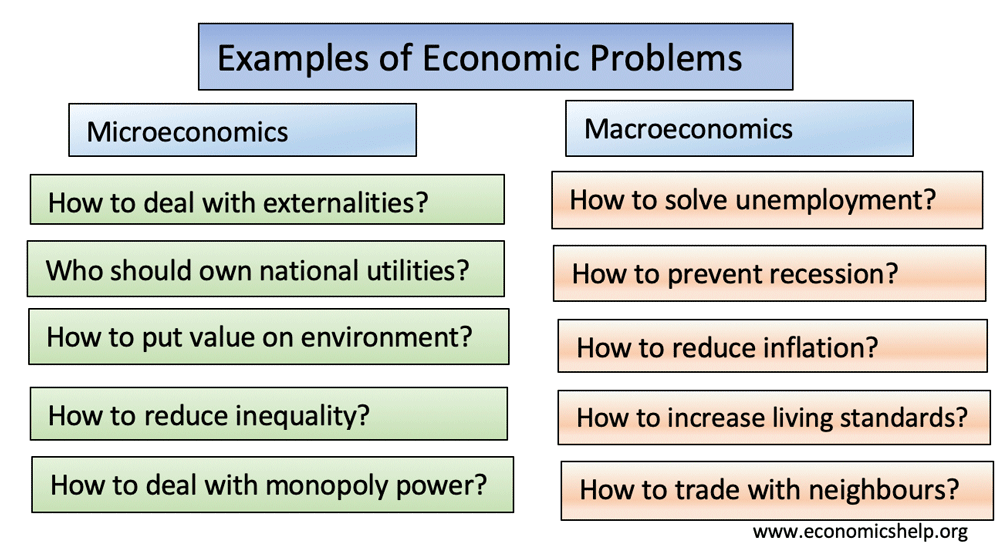 Examples of Economic Problems
Microeconomics
How to deal with externalities?
Who should own national utilities?
How to put value on environment?
How to reduce inequality?
How to deal with monopoly power?
Macroeconomics
How to solve unemployment?
How to prevent recession?
How to reduce inflation?
How to increase living standards?
How to trade with neighbours?
www.economicshelp.org